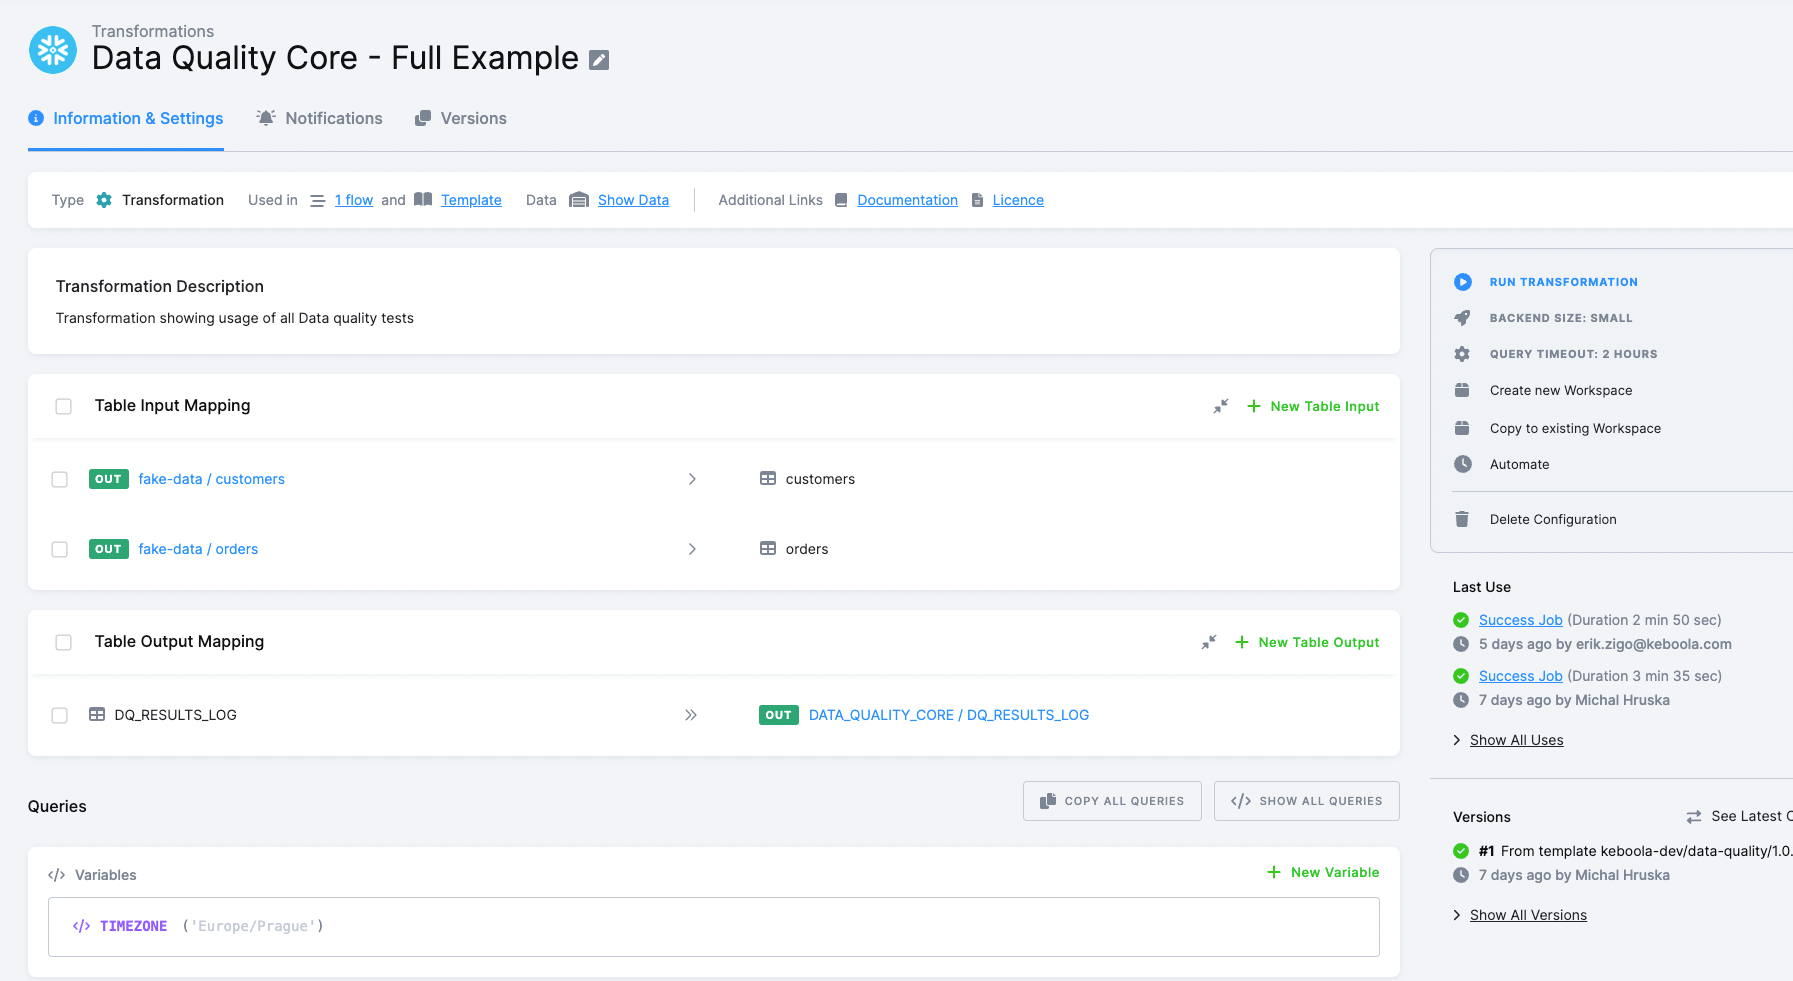 Transformations
Data Quality Core - Full Example
Information & Settings
Notifications
Versions
Type Transformation Used in 1 flow and Template Data Show Data Additional Links Documentation Licence
Transformation Description
Transformation showing usage of all Data quality tests
Table Input Mapping
New Table Input
OUT fake-data / customers
customers
OUT fake-data / orders
orders
Table Output Mapping
New Table Output
DQ_RESULTS_LOG
OUT DATA_QUALITY_CORE / DQ_RESULTS_LOG
Queries
COPY ALL QUERIES
SHOW ALL QUERIES
Variables
New Variable
TIMEZONE ('Europe/Prague')
RUN TRANSFORMATION
BACKEND SIZE: SMALL
QUERY TIMEOUT: 2 HOURS
Create new Workspace
Copy to existing Workspace
Automate
Delete Configuration
Last Use
Success Job (Duration 2 min 50 sec)
5 days ago by erik.zigo@keboola.com
Success Job (Duration 3 min 35 sec)
7 days ago by Michal Hruska
Show All Uses
Versions
See Latest C
#1 From template keboola-dev/data-quality/1.0.
7 days ago by Michal Hruska
Show All Versions